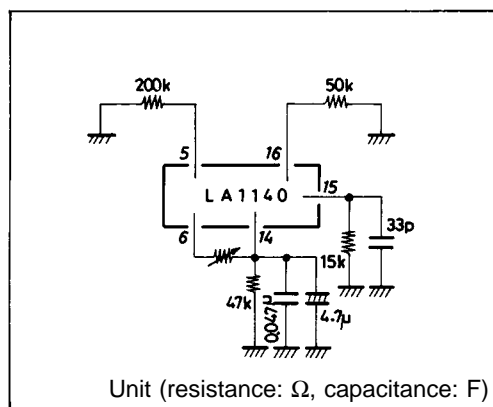 200k
50k
5
16
LA1140
15
6
14
33p
15k
47k
0.047μ
4.7μ
Unit (resistance: Ω, capacitance: F)